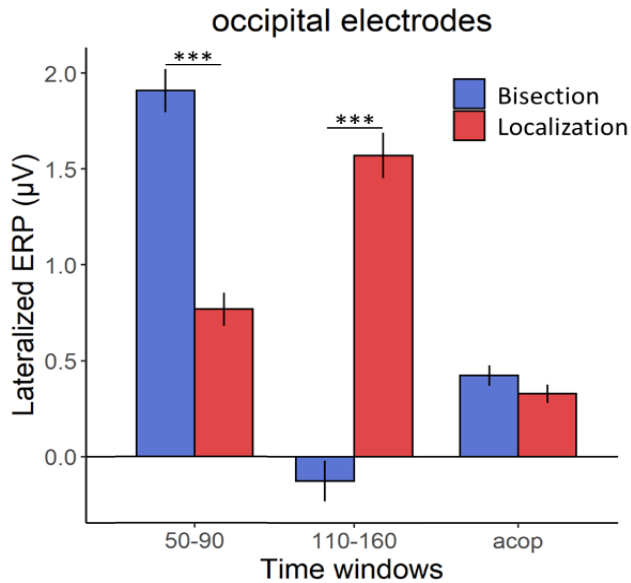 occipital electrodes
***
Bisection
Localization
***
Lateralized ERP (µV)
2.0
1.5
1.0
0.5
0.0
50-90
110-160
acop
Time windows